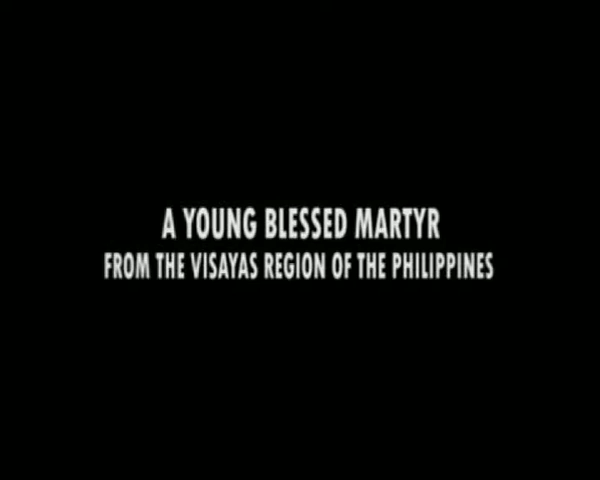 A YOUNG BLESSED MARTYR
FROM THE VISAYAS REGION OF THE PHILIPPINES